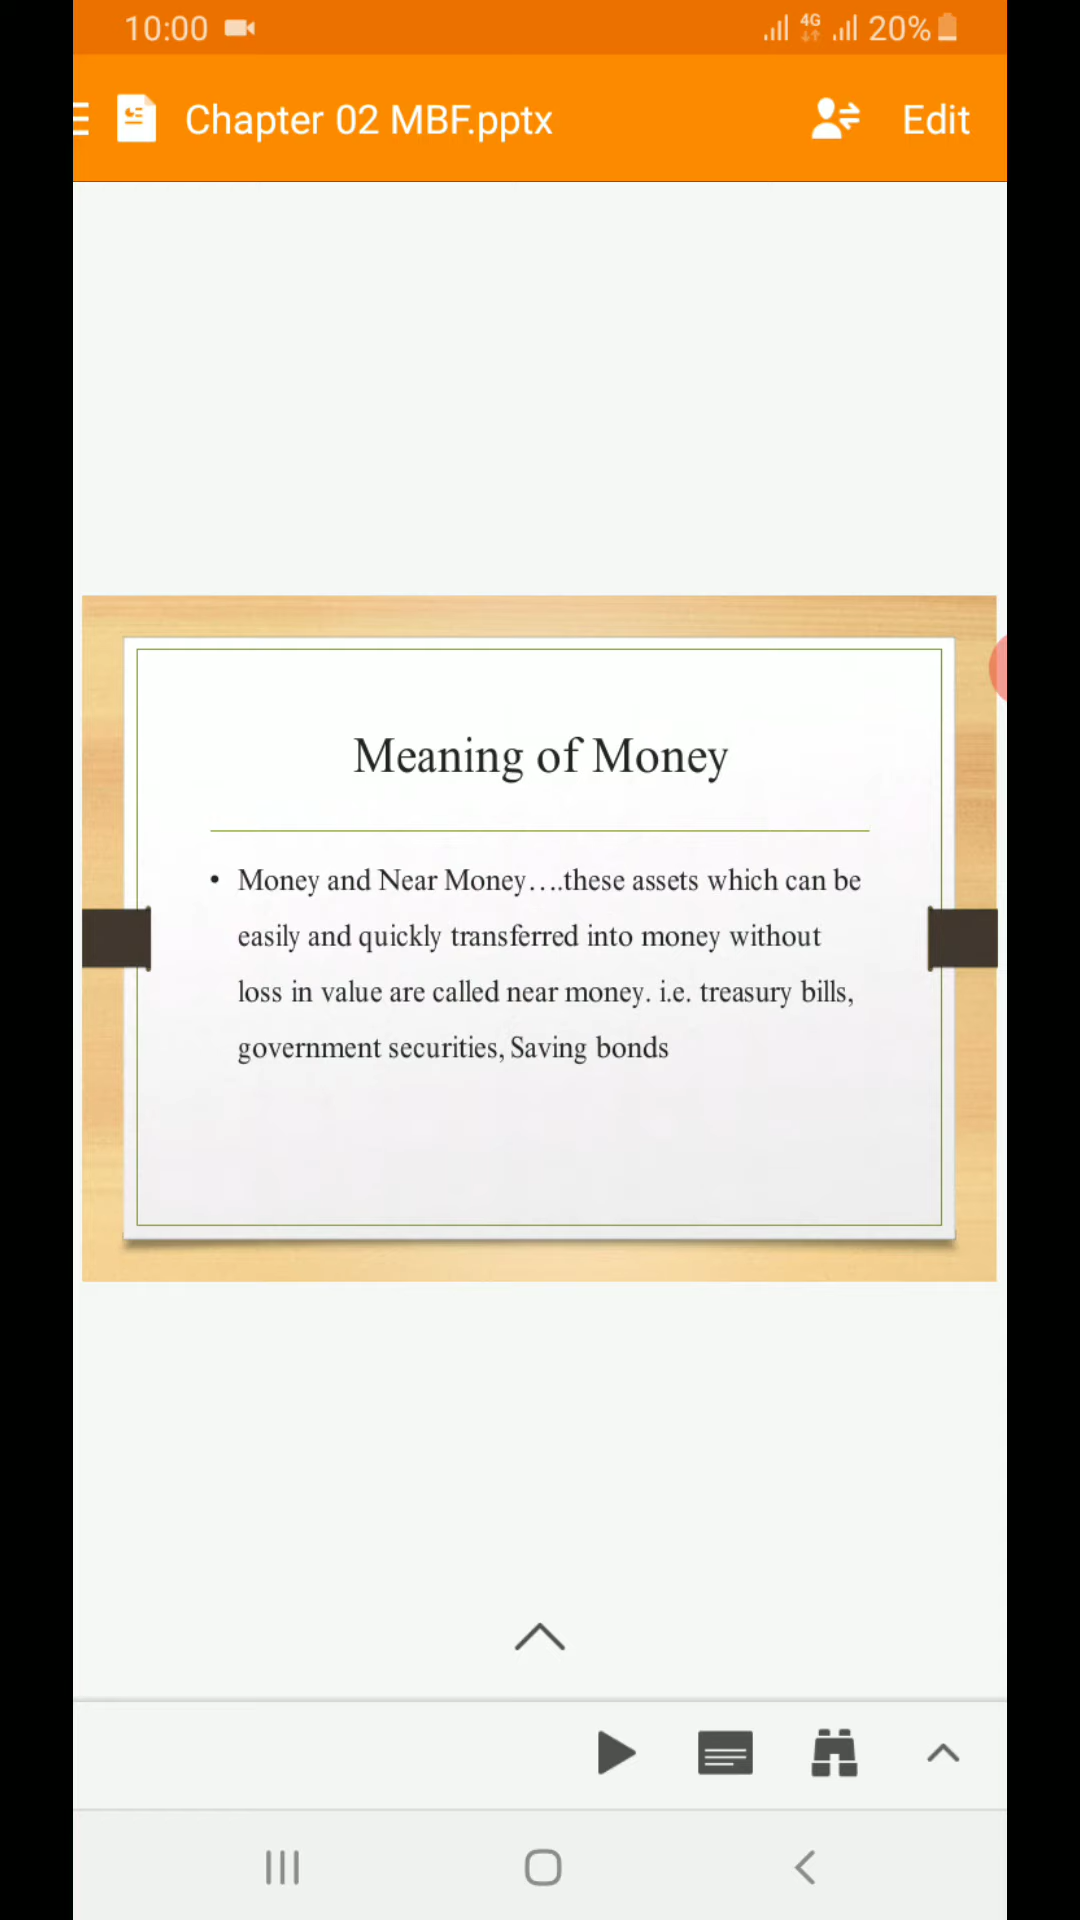 10:00 4G 20%
Chapter 02 MBF.pptx Edit
Meaning of Money
• Money and Near Money….these assets which can be
easily and quickly transferred into money without
loss in value are called near money. i.e. treasury bills,
government securities, Saving bonds